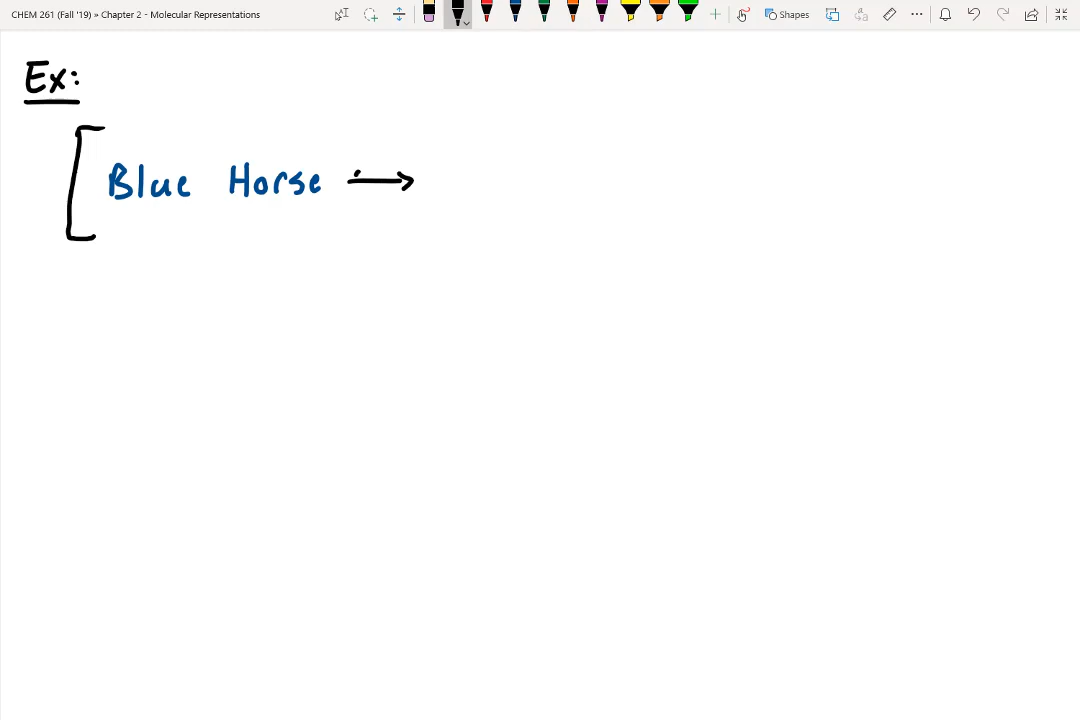 CHEM 261 (Fall '19) » Chapter 2 - Molecular Representations
Shapes
Ex:
[ Blue Horse →